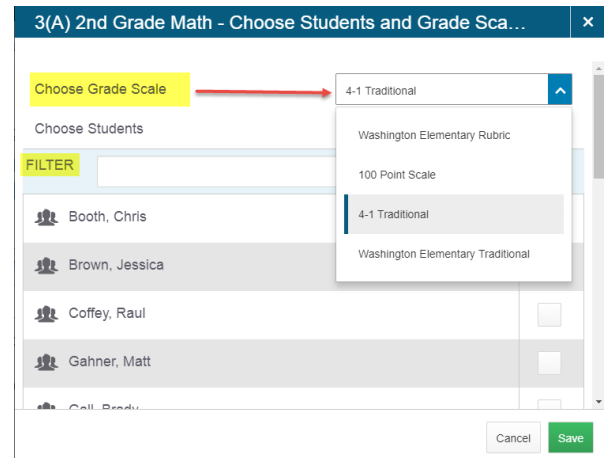 3(A) 2nd Grade Math - Choose Students and Grade Sca... ×
Choose Grade Scale
4-1 Traditional
Choose Students
Washington Elementary Rubric
FILTER
100 Point Scale
4-1 Traditional
Washington Elementary Traditional
Booth, Chris
Brown, Jessica
Coffey, Raul
Gahner, Matt
Cancel Save